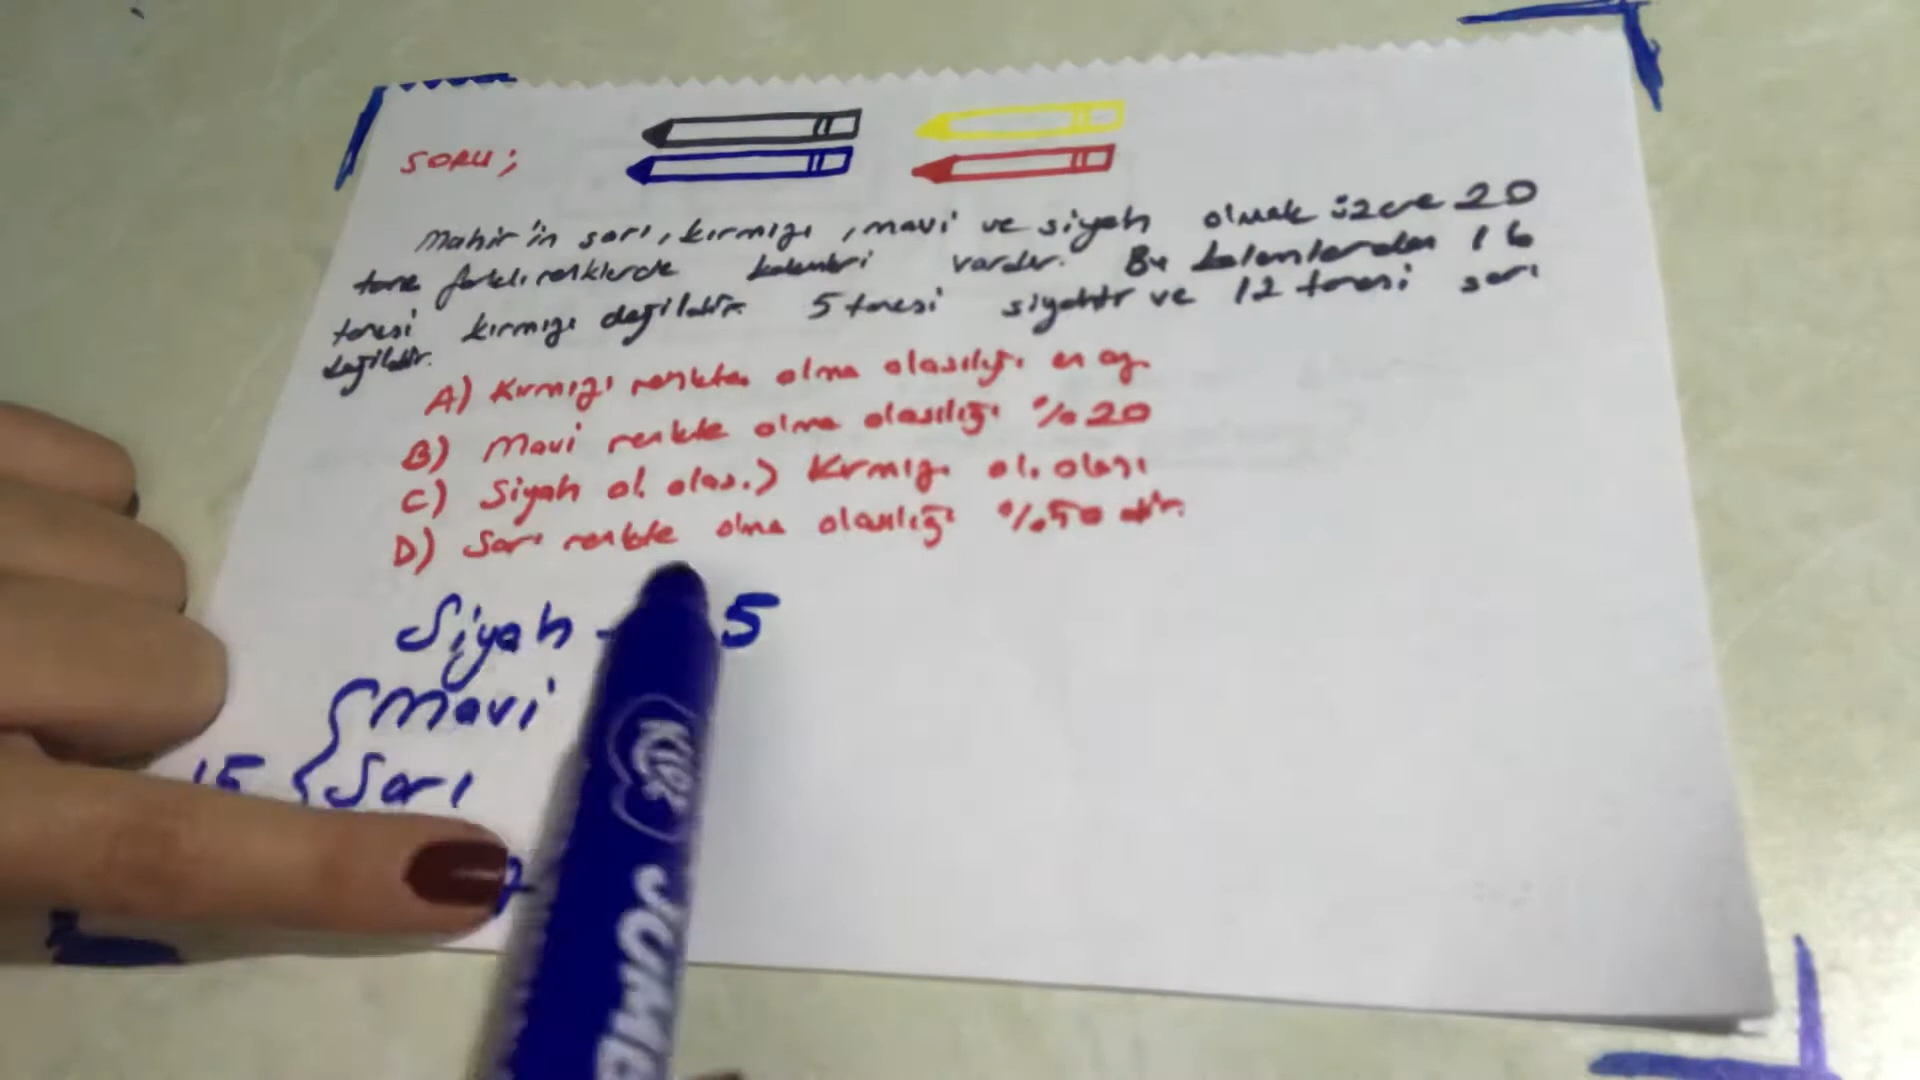 SORU;
Mahir'in sarı, kırmızı, mavi ve siyah olmak üzere 20
tane farklı renklerde kalemleri vardır. Bu kalemlerden 16
tanesi kırmızı değildir. 5 tanesi siyahtır ve 12 tanesi sarı
değildir.
A) Kırmızı renkte olma olasılığı en az.
B) Mavi renkte olma olasılığı %20
C) Siyah ol. olas.> Kırmızı ol. olası
D) Sarı renkte olma olasılığı %50 dir.
Siyah 5
Mavi
15 { Sarı
JUMB